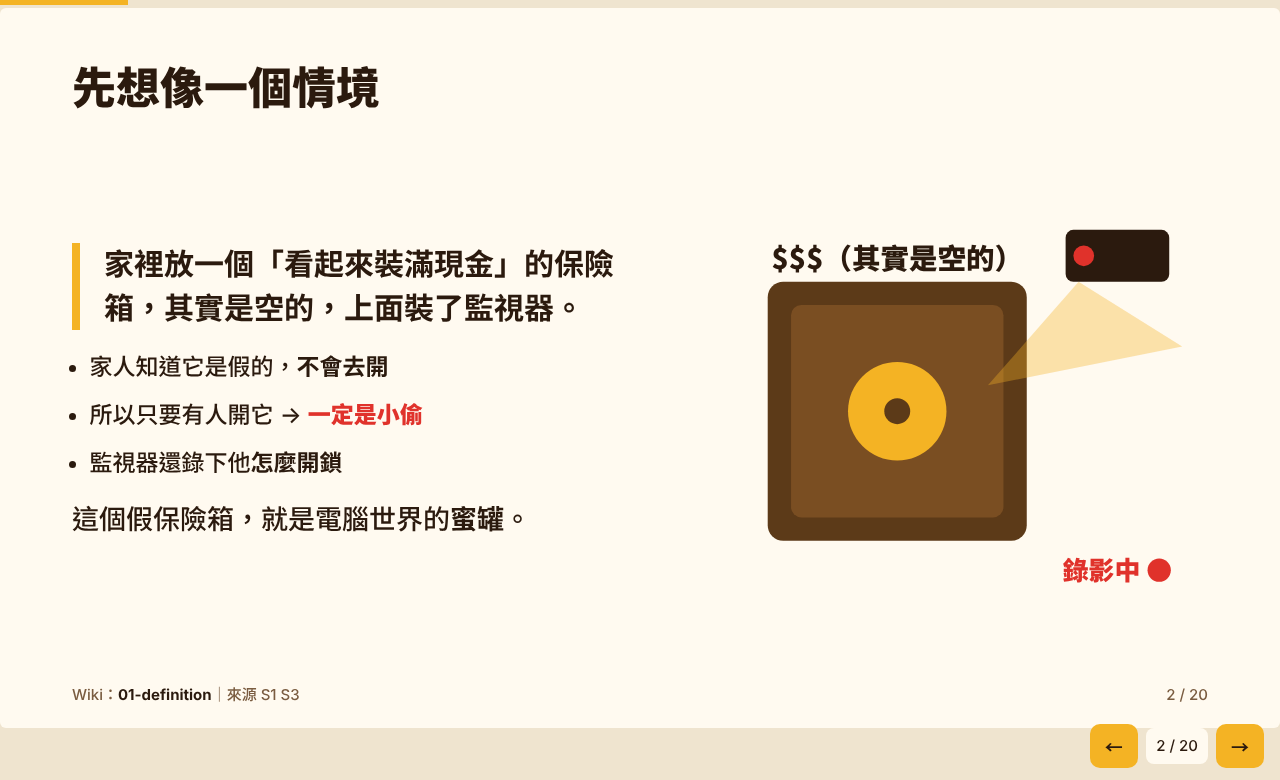 先想像一個情境
家裡放一個「看起來裝滿現金」的保險
箱，其實是空的，上面裝了監視器。
• 家人知道它是假的，不會去開
• 所以只要有人開它 → 一定是小偷
• 監視器還錄下他怎麼開鎖
這個假保險箱，就是電腦世界的蜜罐。
$$$（其實是空的）
錄影中
Wiki：01-definition｜來源 S1 S3
2 / 20
← 2 / 20 →